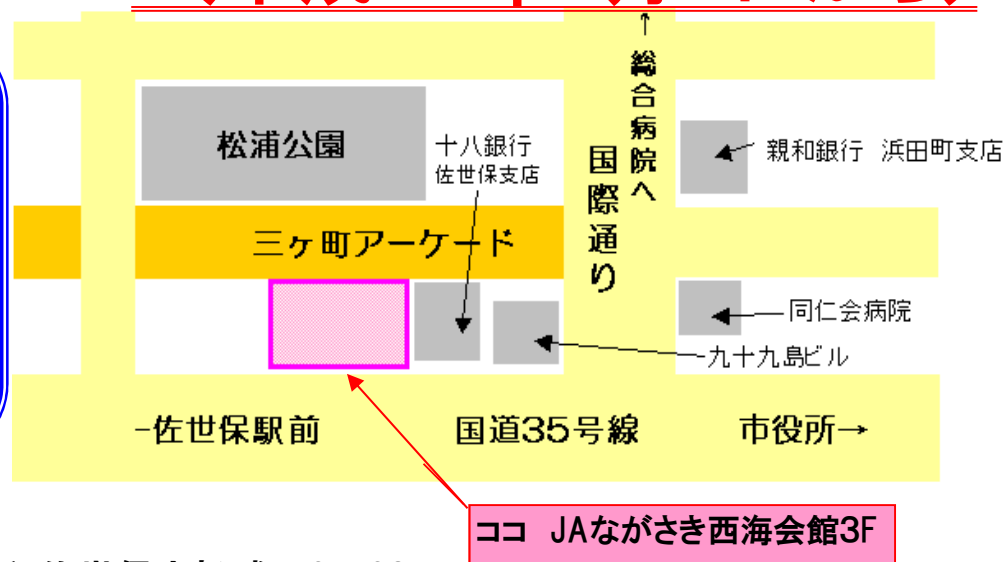 ↑総合病院へ
松浦公園
十八銀行
佐世保支店
国際通り
親和銀行 浜田町支店
三ヶ町アーケード
同仁会病院
九十九島ビル
-佐世保駅前 国道35号線 市役所→
ココ JAながさき西海会館3F